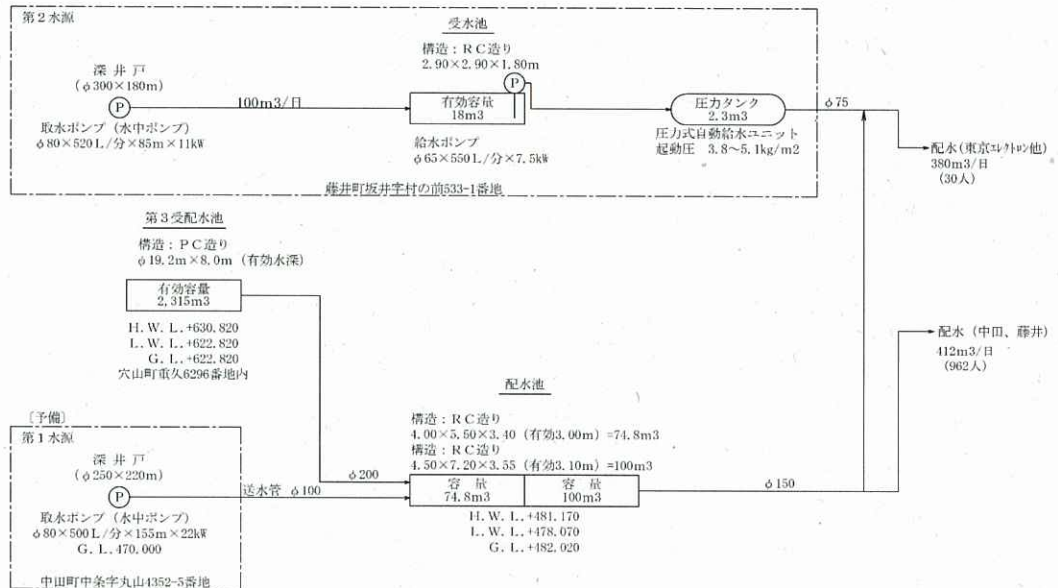 第2水源
深井戸
(φ300×180m)
P
取水ポンプ（水中ポンプ）
φ80×520L/分×85m×11kW
100m3/日
受水池
構造：RC造り
2.90×2.90×1.80m
P
有効容量
18m3
給水ポンプ
φ65×550L/分×7.5kW
圧力タンク
2.3m3
圧力式自動給水ユニット
起動圧 3.8～5.1kg/m2
φ75
藤井町坂井字村の前533-1番地
配水(東京エレクトロン他)
380m3/日
(30人)
第3受配水池
構造：PC造り
φ19.2m×8.0m (有効水深)
有効容量
2,315m3
H.W.L.+630.820
L.W.L.+622.820
G.L.+622.820
穴山町重久6296番地内
配水（中田、藤井）
412m3/日
(962人)
配水池
構造：RC造り
4.00×5.50×3.40 (有効3.00m) =74.8m3
構造：RC造り
4.50×7.20×3.55 (有効3.10m) =100m3
φ200
容量
74.8m3
容量
100m3
φ150
H.W.L.+481.170
L.W.L.+478.070
G.L.+482.020
〔予備〕
第1水源
深井戸
(φ250×220m)
P
送水管 φ100
取水ポンプ（水中ポンプ）
φ80×500L/分×155m×22kW
G.L.470.000
中田町中条字丸山4352-5番地